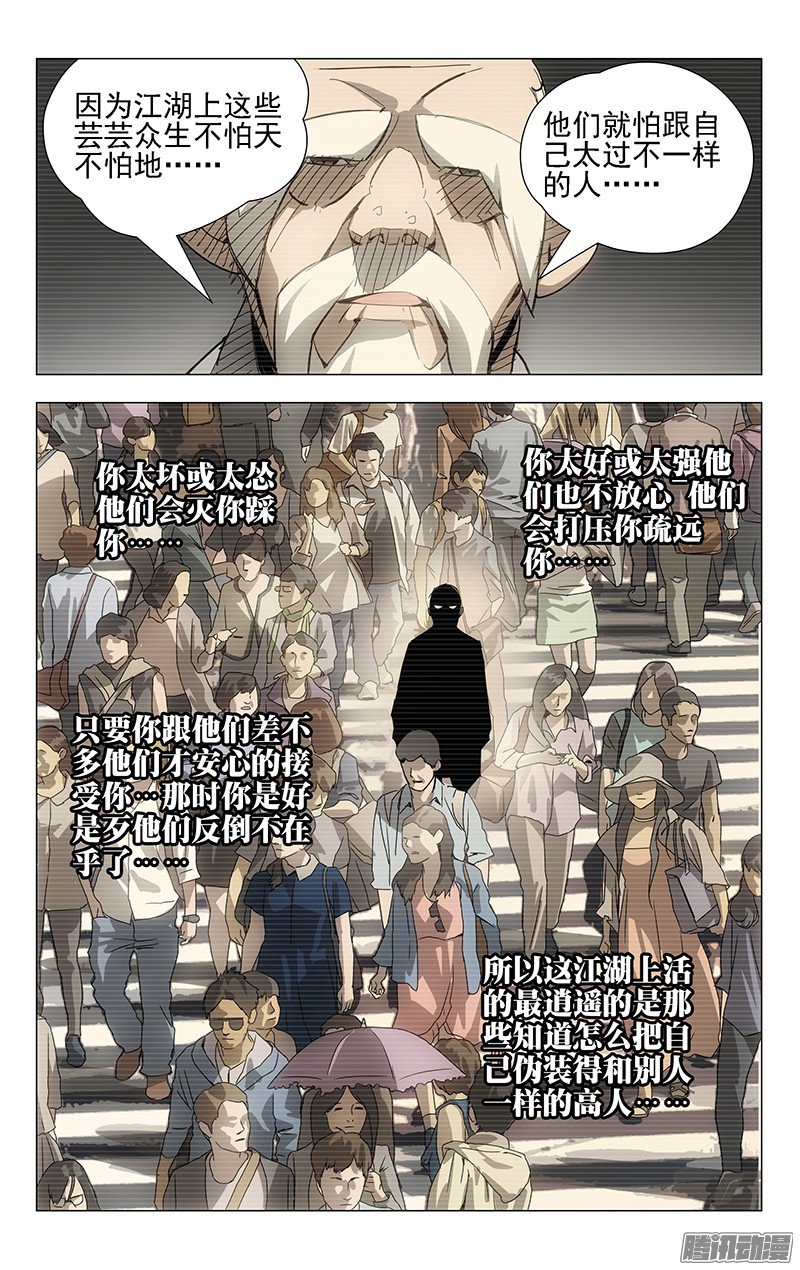 因为江湖上这些
芸芸众生不怕天
不怕地……
他们就怕跟自
己太过不一样
的人……
你太坏或太怂
他们会灭你踩
你……
你太好或太强他
们也不放心 他们
会打压你疏远
你……
只要你跟他们差不
多他们才安心的接
受你…那时你是好
是歹他们反倒不在
乎了……
所以这江湖上活
的最逍遥的是那
些知道怎么把自
己伪装得和别人
一样的高人……
腾讯动漫